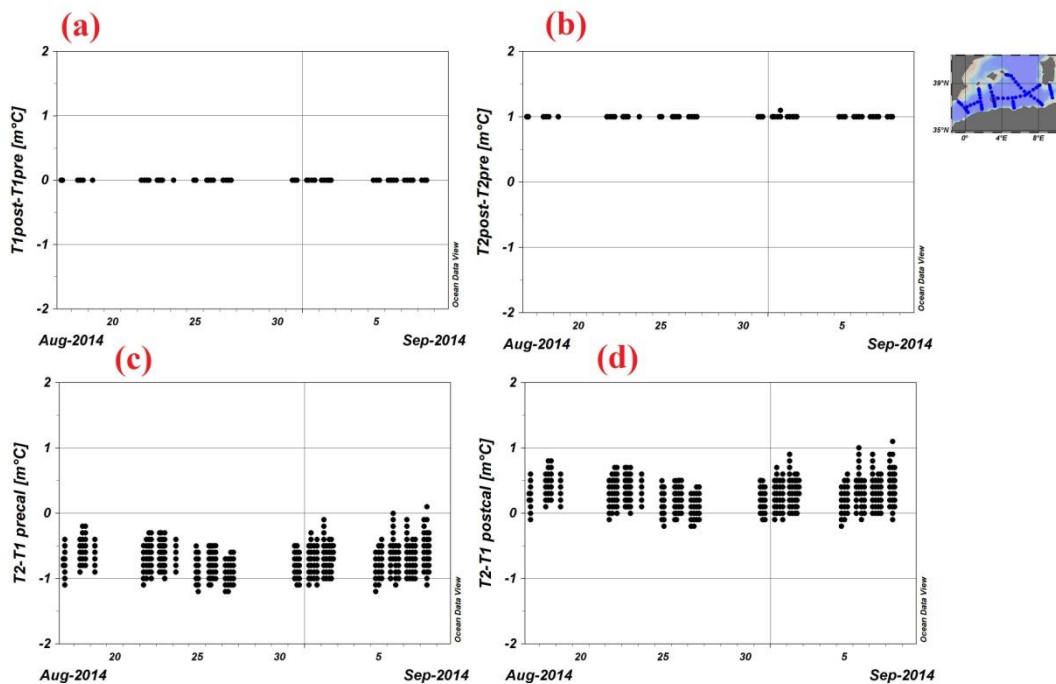 (a)
2
1
0
-1
-2
T1post-T1pre [m°C]
20
25
30
5
Aug-2014
Sep-2014
Ocean Data View
(b)
2
1
0
-1
-2
T2post-T2pre [m°C]
20
25
30
5
Aug-2014
Sep-2014
Ocean Data View
39°N
35°N
0°
4°E
8°E
(c)
2
1
0
-1
-2
T2-T1 precal [m°C]
20
25
30
5
Aug-2014
Sep-2014
Ocean Data View
(d)
2
1
0
-1
-2
T2-T1 postcal [m°C]
20
25
30
5
Aug-2014
Sep-2014
Ocean Data View